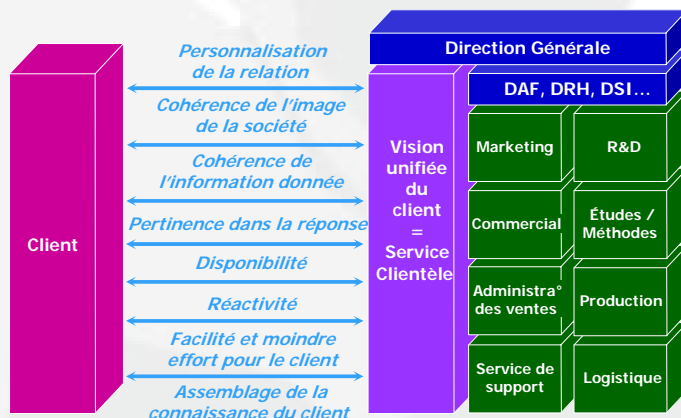 Direction Générale
DAF, DRH, DSI...
Client
Personnalisation
de la relation
Cohérence de l'image
de la société
Cohérence de
l'information donnée
Pertinence dans la réponse
Disponibilité
Réactivité
Facilité et moindre
effort pour le client
Assemblage de la
connaissance du client
Vision
unifiée
du
client
=
Service
Clientèle
Marketing
R&D
Commercial
Études /
Méthodes
Administra°
des ventes
Production
Service de
support
Logistique